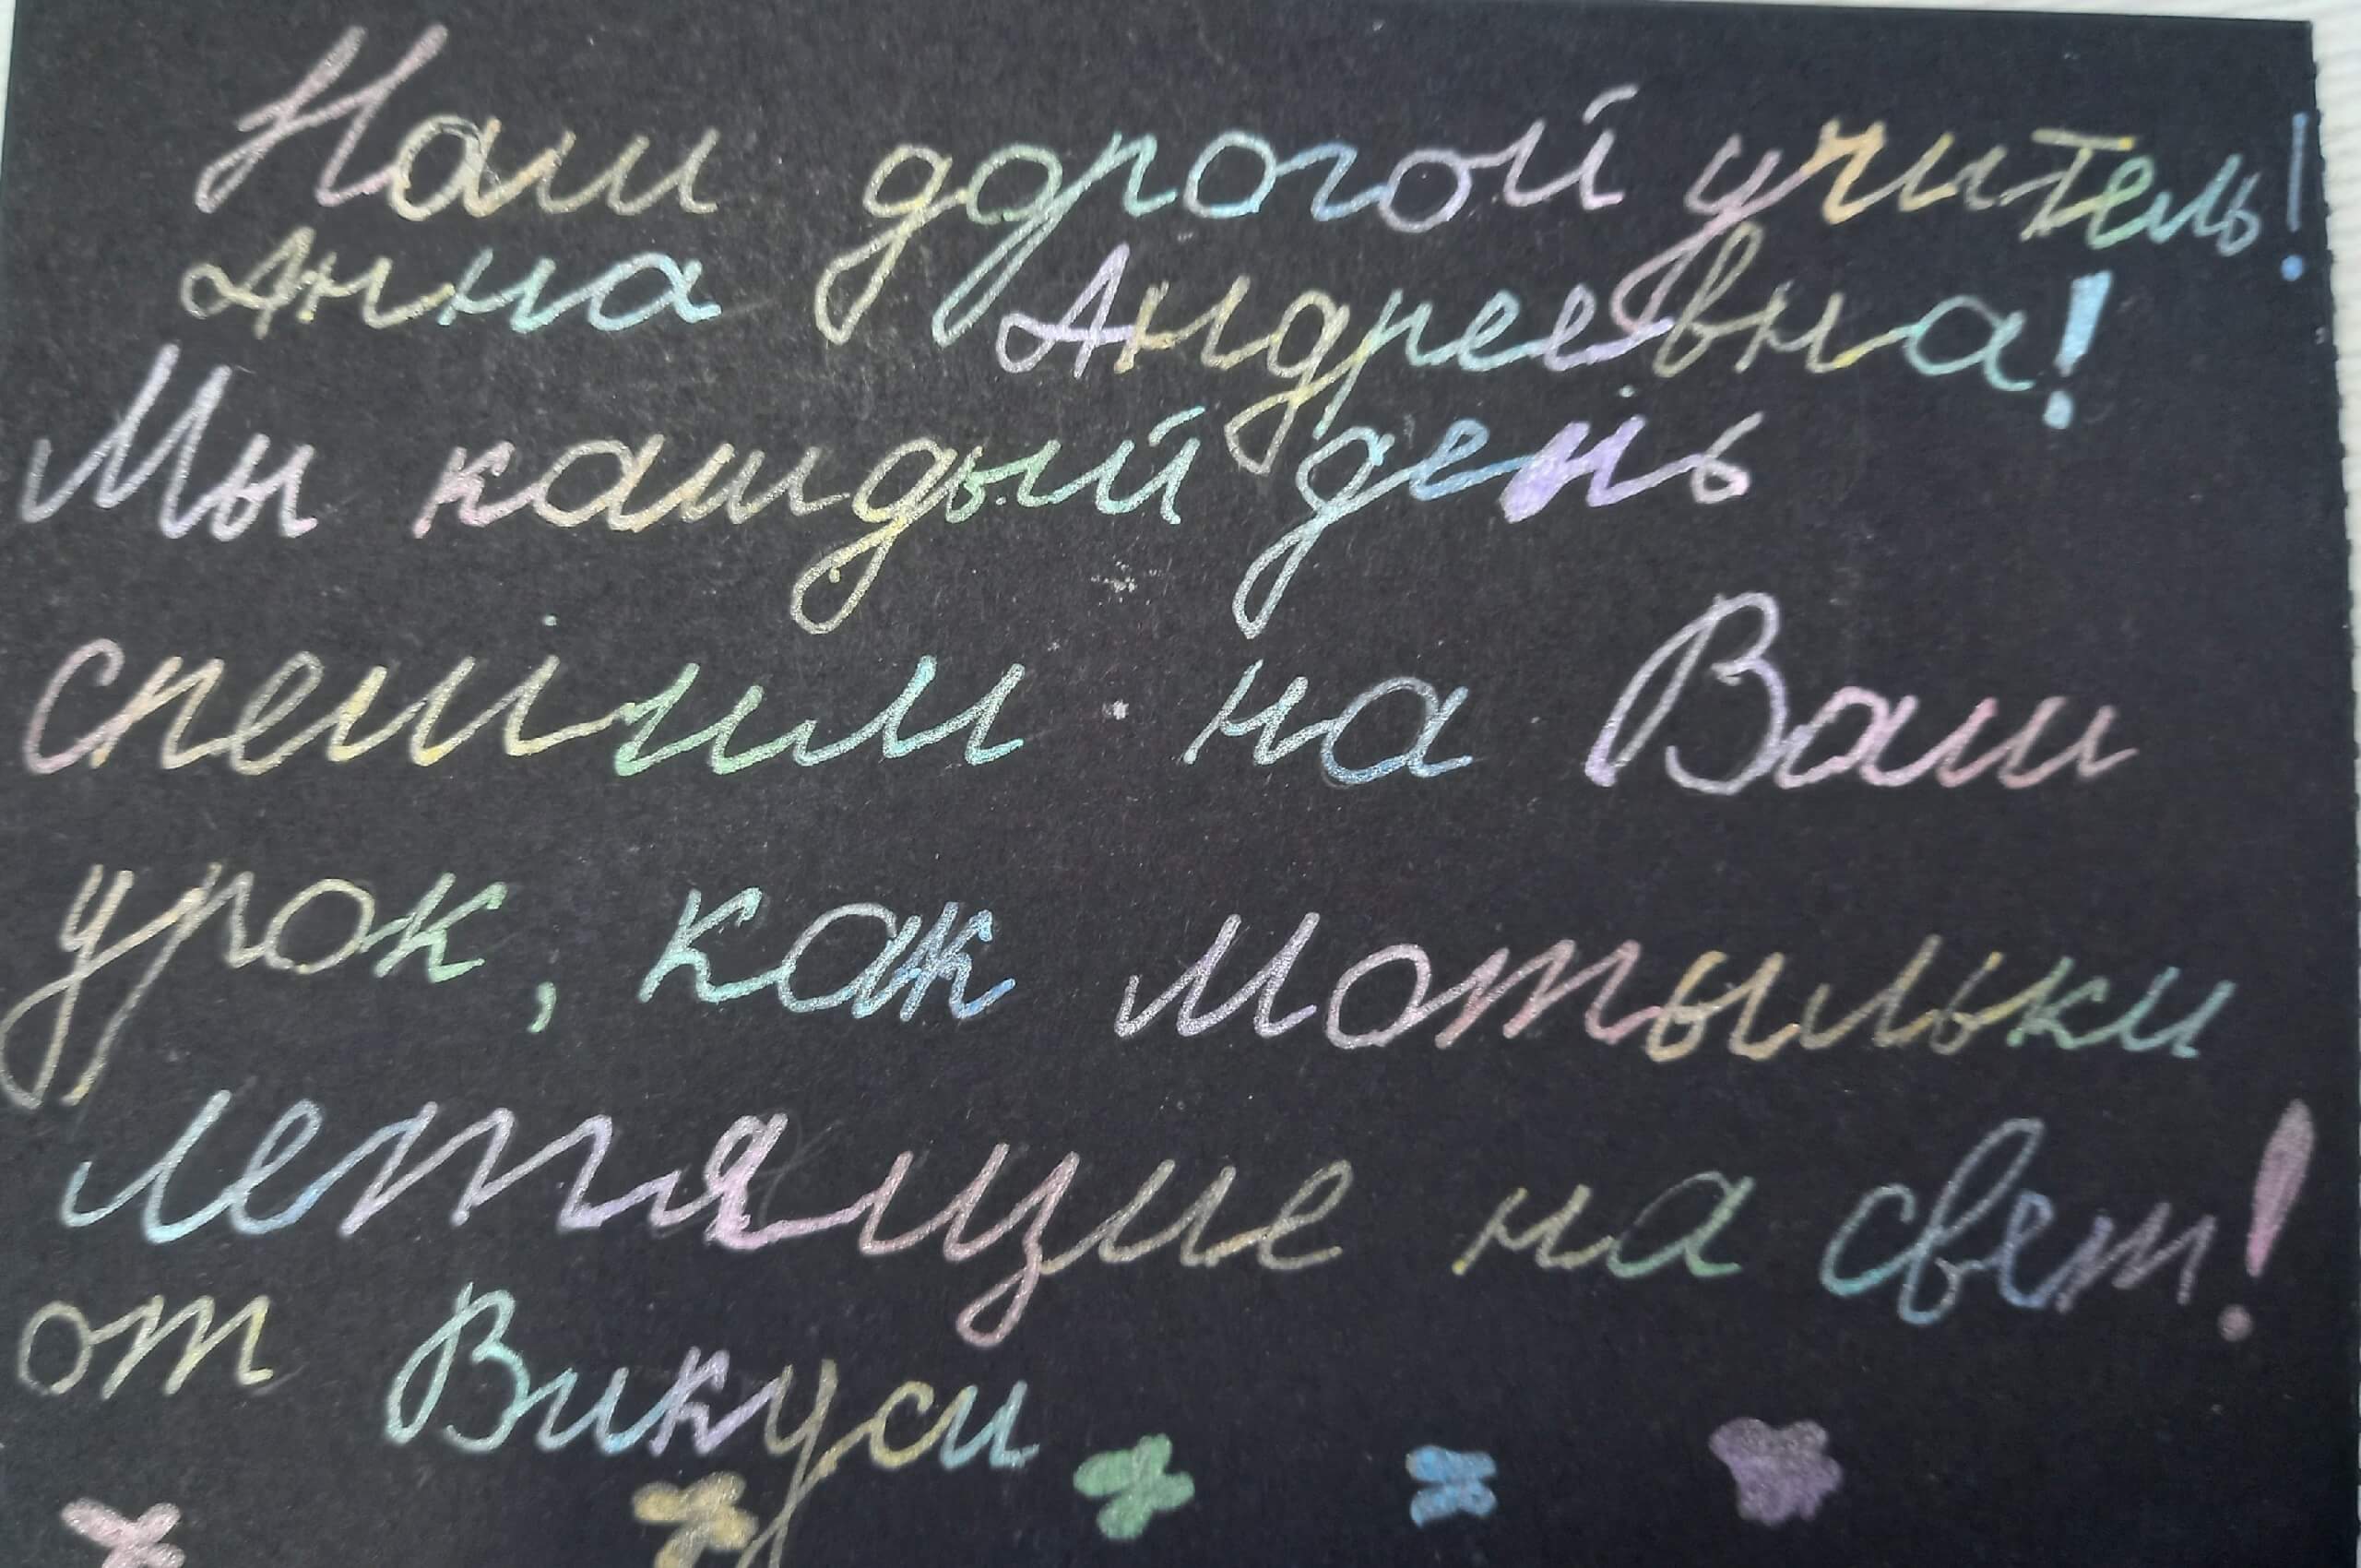 Наш дорогой учитель!
Анна Андреевна!
Мы каждый день
спешим на Ваш
урок, как мотыльки
летящие на свет!
от Викуси